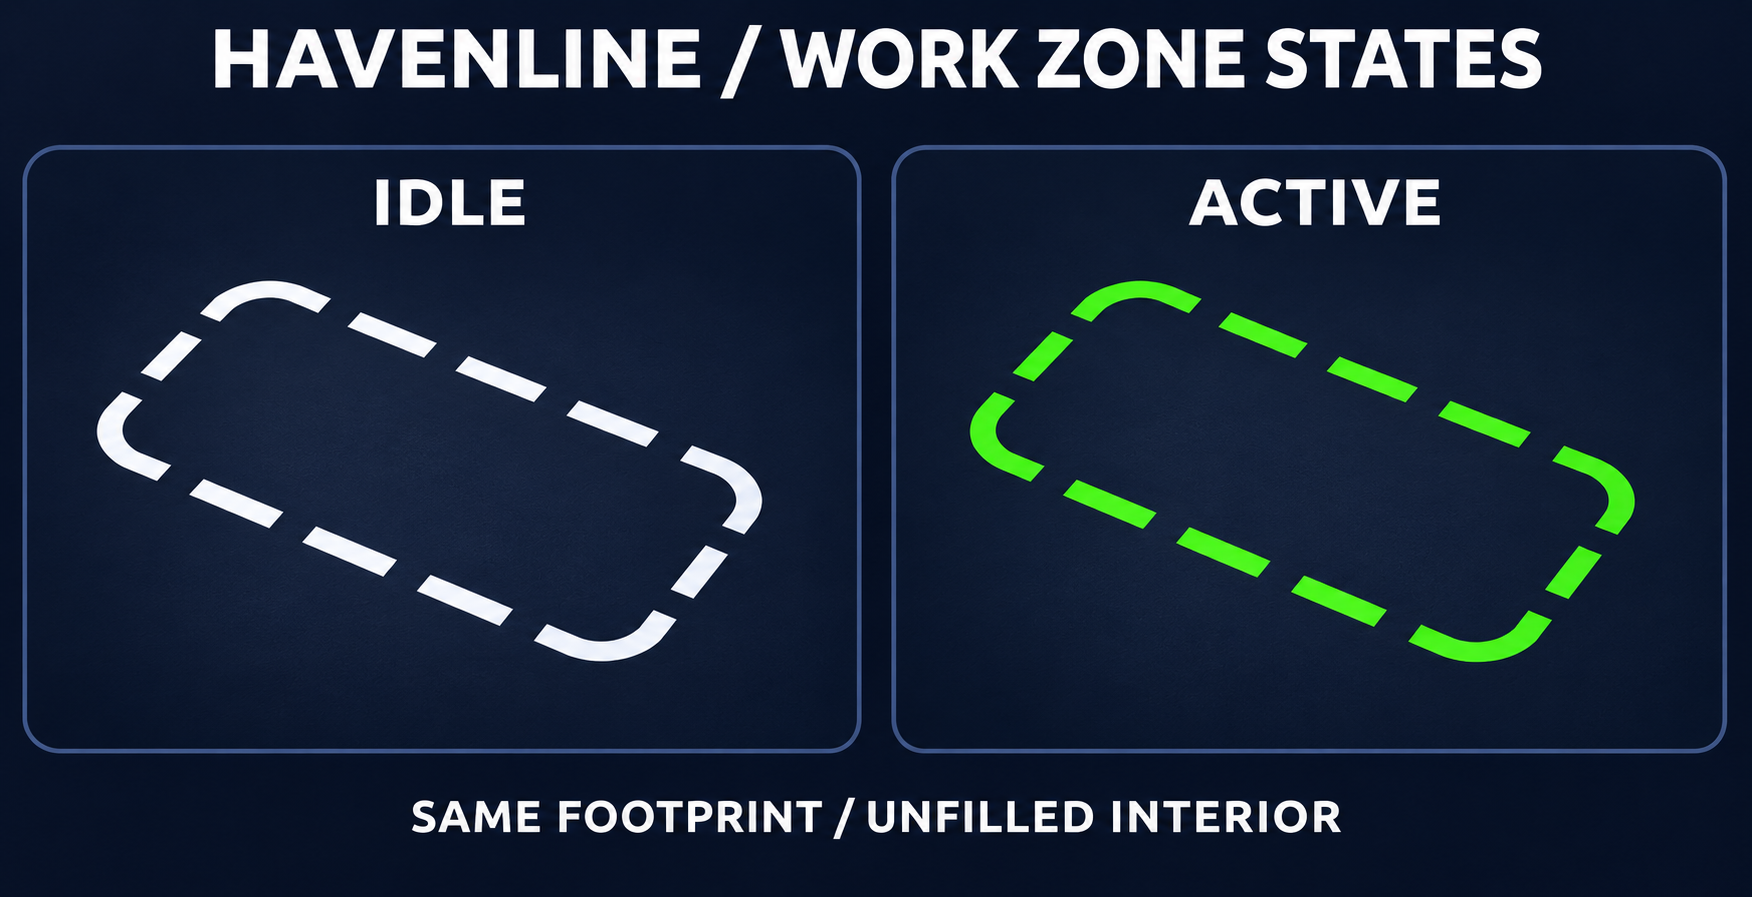 HAVENLINE / WORK ZONE STATES
IDLE
ACTIVE
SAME FOOTPRINT / UNFILLED INTERIOR